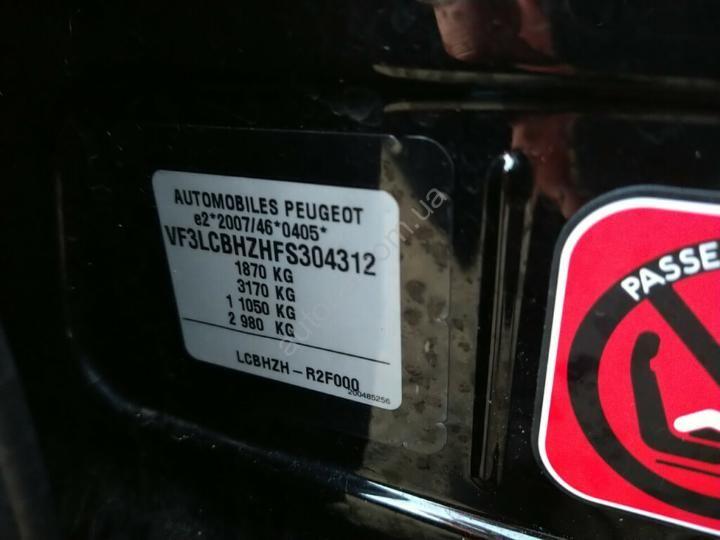 AUTOMOBILES PEUGEOT
e2*2007/46*0405*
VF3LCBHZHFS304312
1870 KG
3170 KG
1 1050 KG
2 980 KG
LCBHZH-R2F000
200485256
PASSE